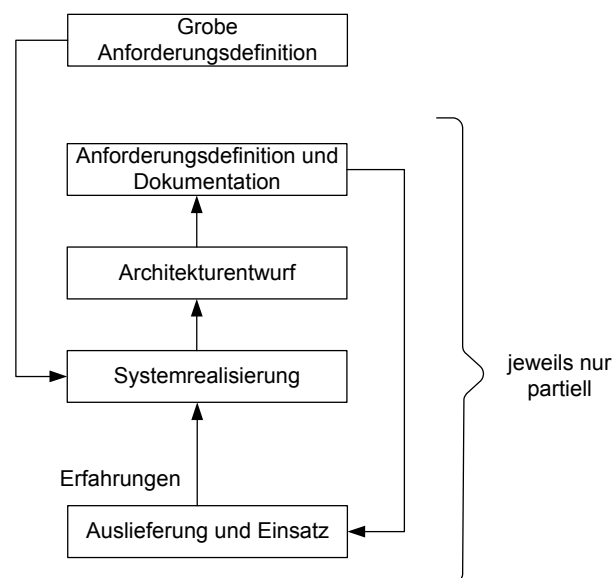 Grobe
Anforderungsdefinition
Anforderungsdefinition und
Dokumentation
Architekturentwurf
Systemrealisierung
jeweils nur
partiell
Erfahrungen
Auslieferung und Einsatz